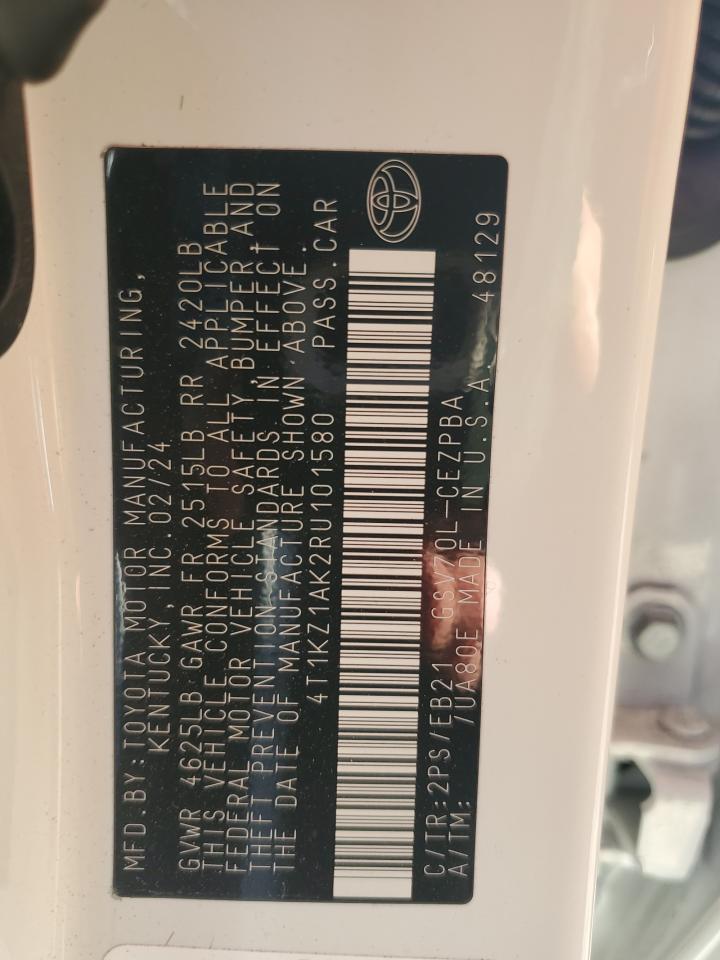 MFD.BY:TOYOTA MOTOR MANUFACTURING,
KENTUCKY,INC.02/24
GVWR 4625LB GAWR FR 2515LB RR 2420LB
THIS VEHICLE CONFORMS TO ALL APPLICABLE
FEDERAL MOTOR VEHICLE SAFETY, BUMPER, AND
THEFT PREVENTION STANDARDS IN EFFECT ON
THE DATE OF MANUFACTURE SHOWN ABOVE.
4T1KZ1AK2RU101580 PASS.CAR
C/TR:2PS/EB21 GSV70L-CEZPBA
A/TM: /UA80E MADE IN U.S.A. 48129